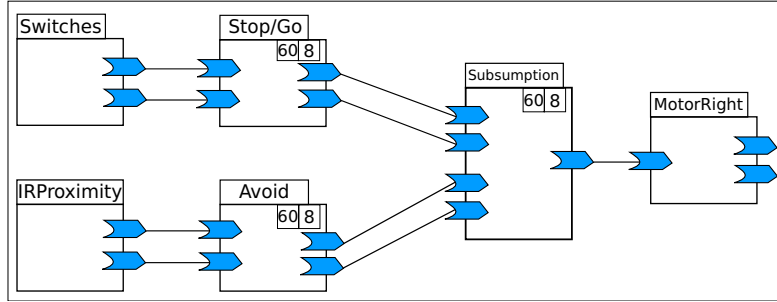 Switches
Stop/Go
60 8
Subsumption
60 8
MotorRight
IRProximity
Avoid
60 8